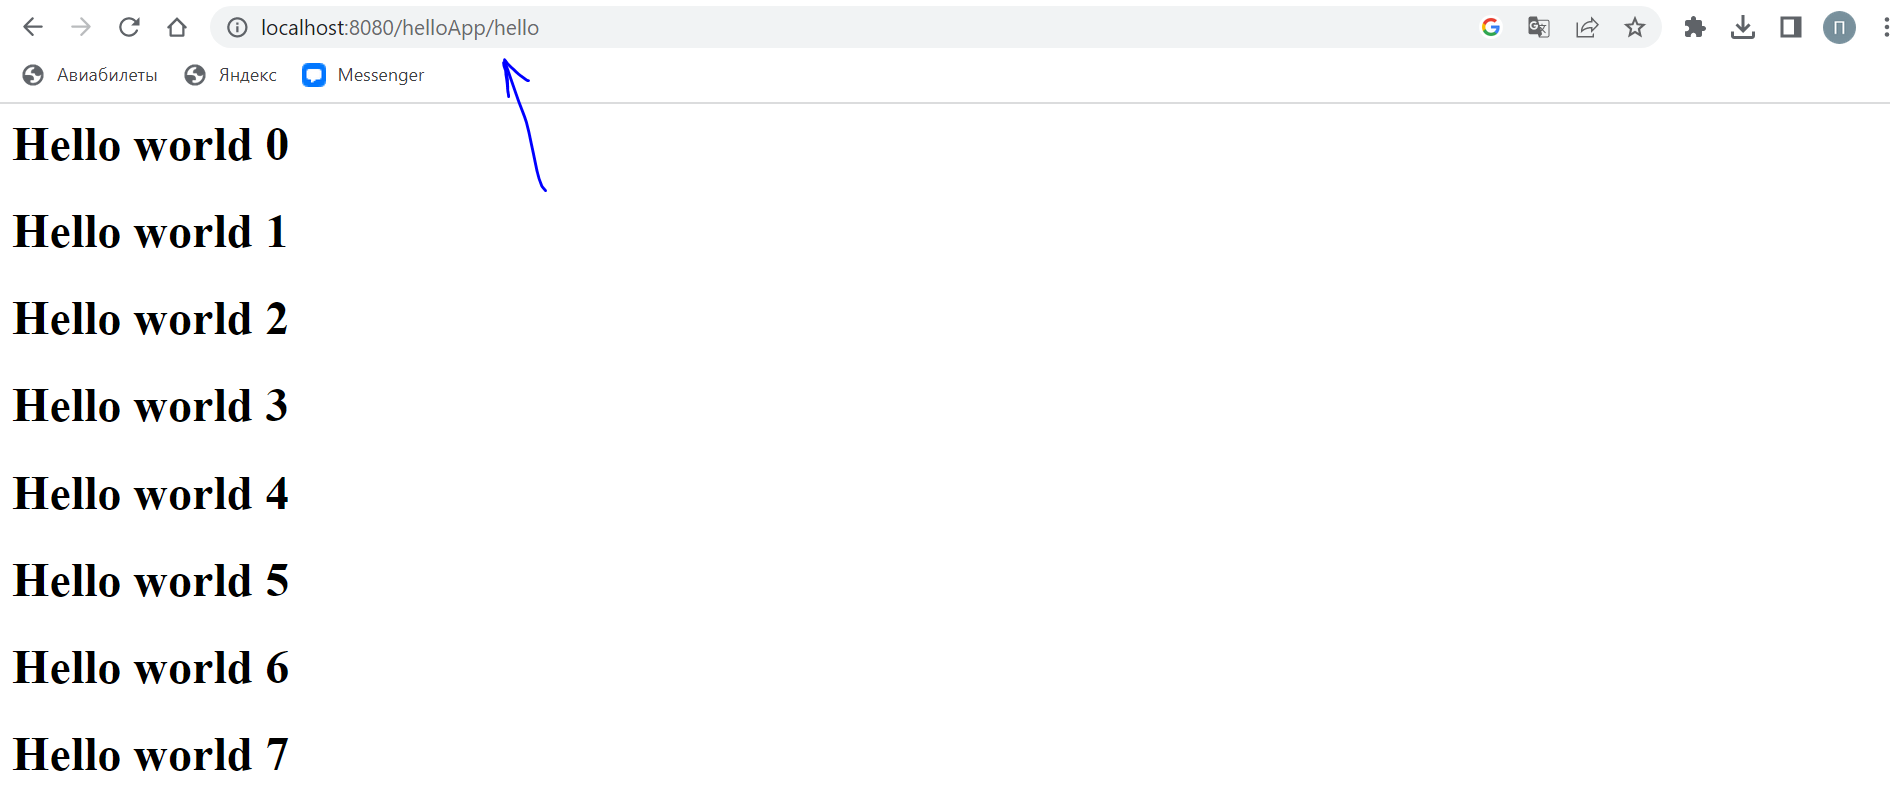 localhost:8080/helloApp/hello
П
Авиабилеты Яндекс Messenger
Hello world 0
Hello world 1
Hello world 2
Hello world 3
Hello world 4
Hello world 5
Hello world 6
Hello world 7